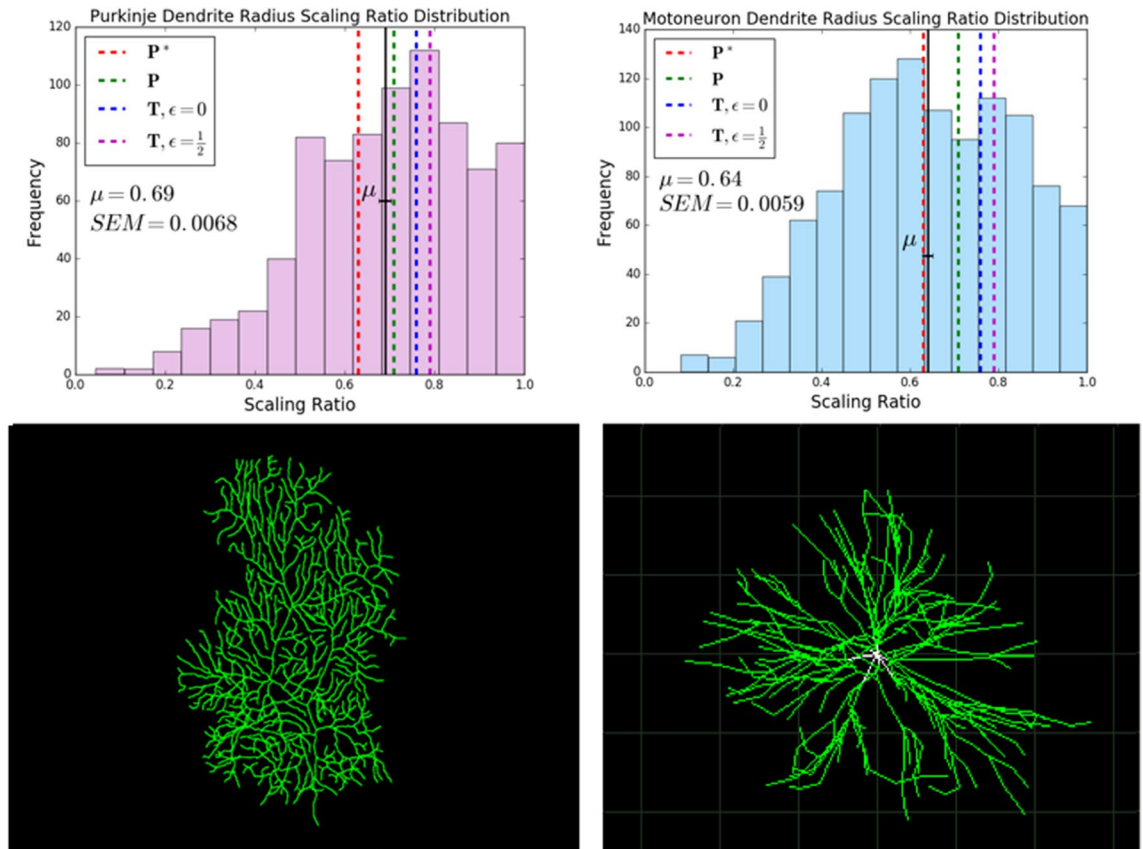 Purkinje Dendrite Radius Scaling Ratio Distribution
120
100
80
60
40
20
0
Frequency
P*
P
T, ϵ = 0
T, ϵ = 1/2
μ = 0.69
SEM = 0.0068
μ
0.0 0.2 0.4 0.6 0.8 1.0
Scaling Ratio
Motoneuron Dendrite Radius Scaling Ratio Distribution
140
120
100
80
60
40
20
0
Frequency
P*
P
T, ϵ = 0
T, ϵ = 1/2
μ = 0.64
SEM = 0.0059
μ
0.0 0.2 0.4 0.6 0.8 1.0
Scaling Ratio